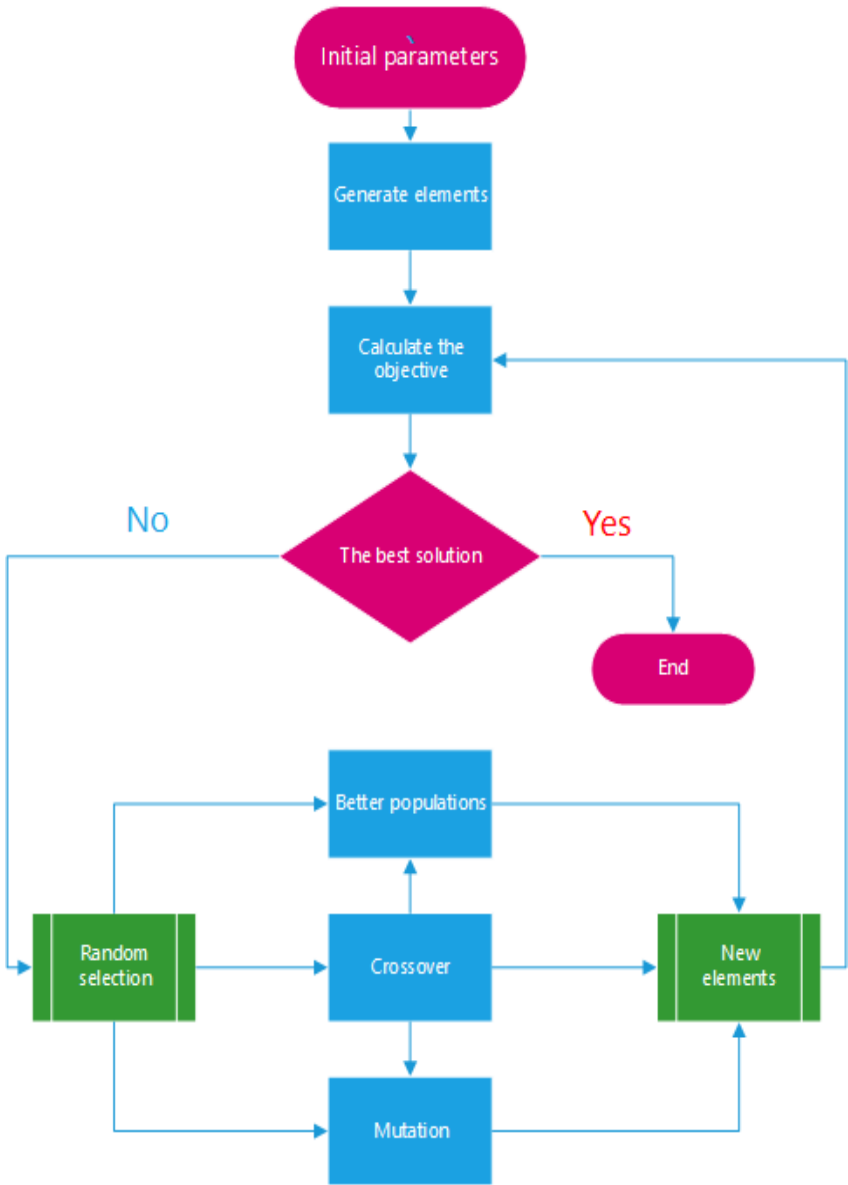 Initial parameters
Generate elements
Calculate the
objective
No
Yes
The best solution
End
Better populations
Random
selection
Crossover
New
elements
Mutation